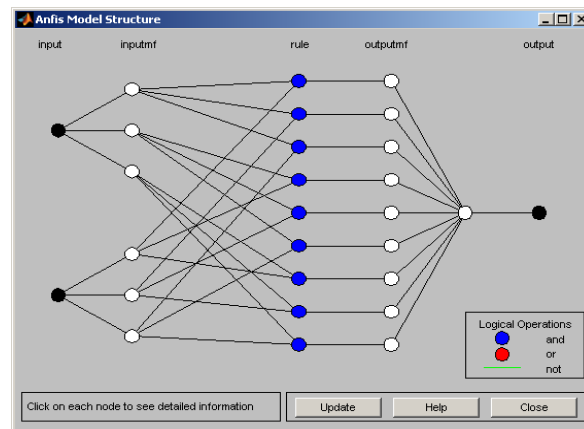 Anfis Model Structure
input inputmf rule outputmf output
Logical Operations
and
or
not
Click on each node to see detailed information
Update Help Close